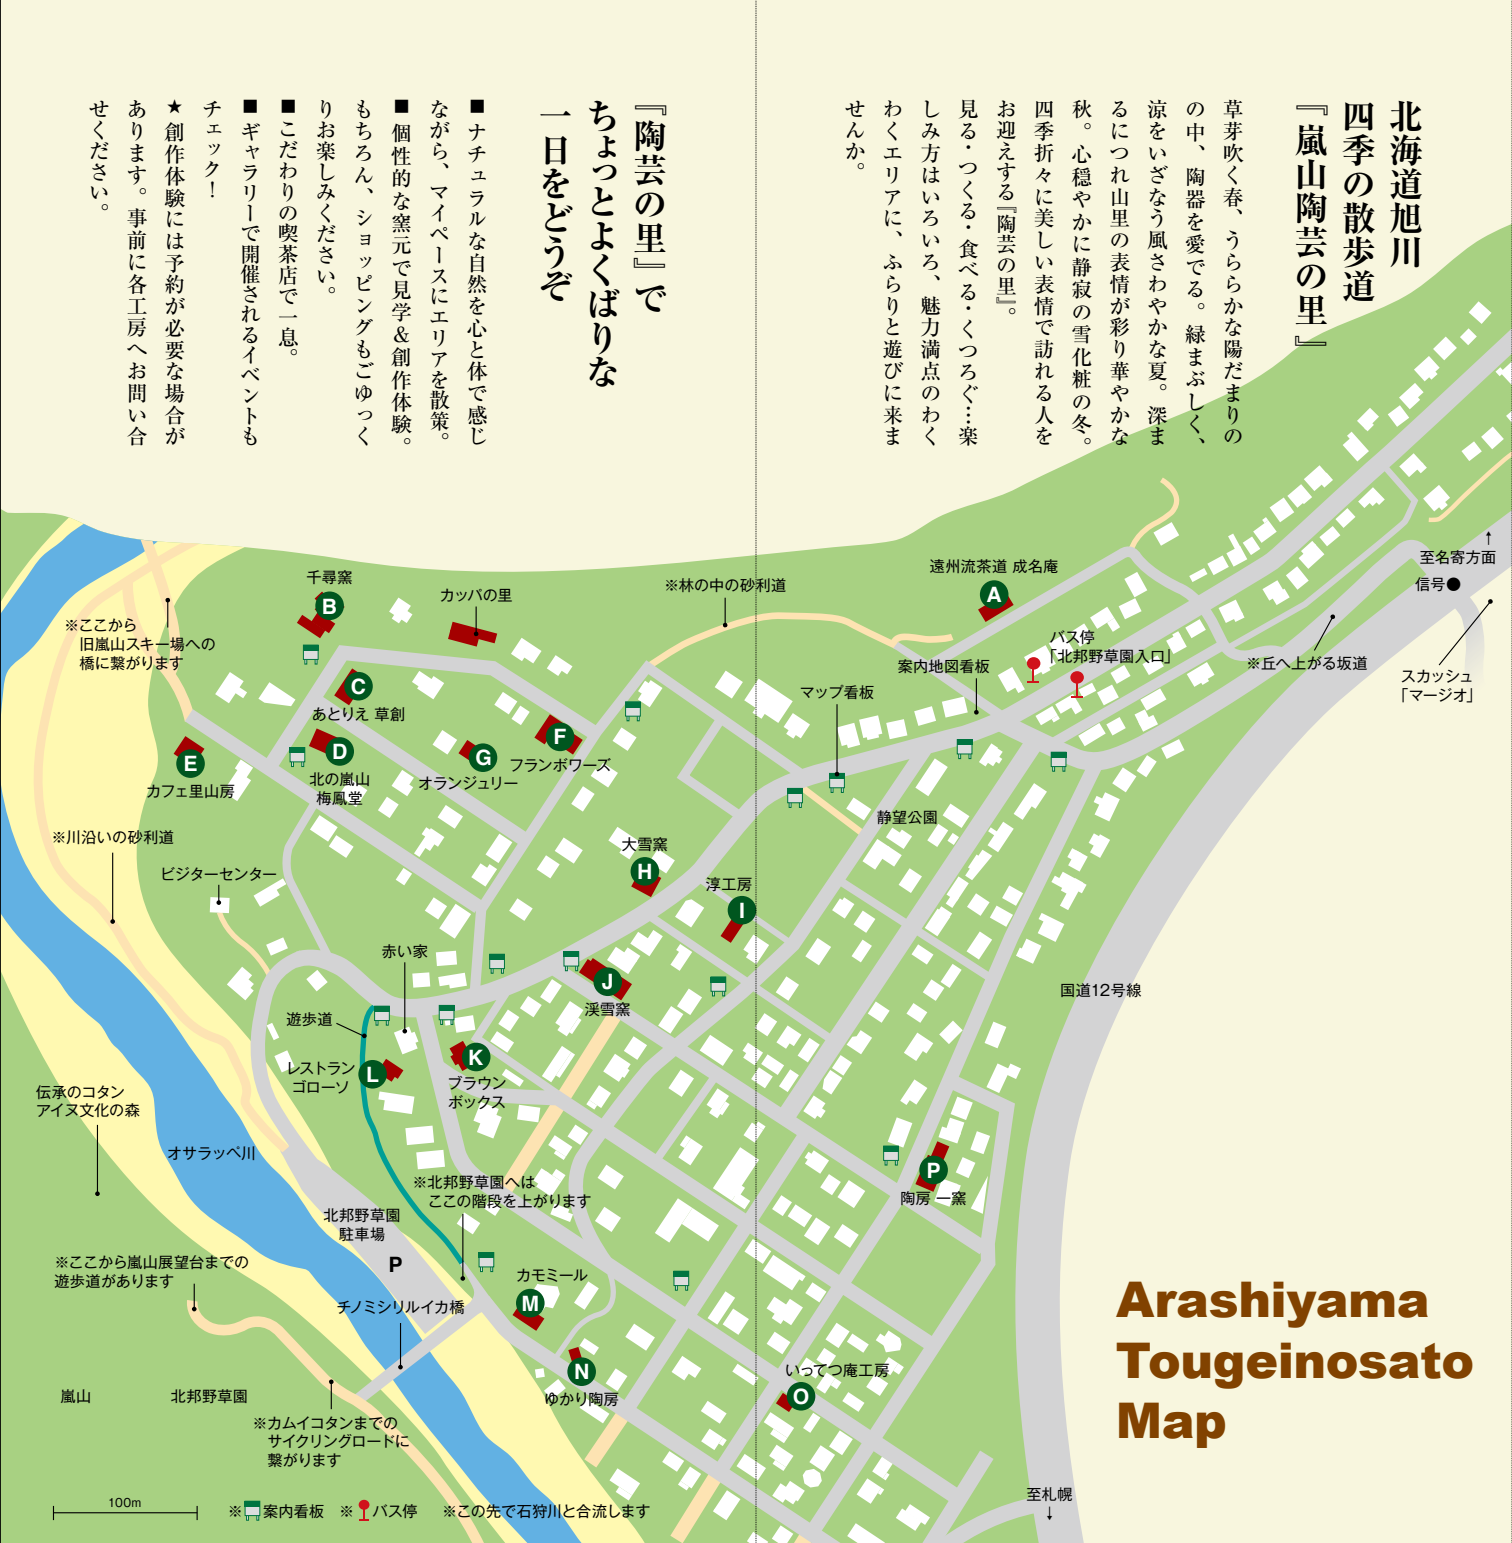 北海道旭川
四季の散歩道
『嵐山陶芸の里』
草芽吹く春、うららかな陽だまりの
の中、陶器を愛でる。緑まぶしく、
涼をいざなう風さわやかな夏。深ま
るにつれ山里の表情が彩り華やかな
秋。心穏やかに静寂の雪化粧の冬。
四季折々に美しい表情で訪れる人を
お迎えする『陶芸の里』。
見る・つくる・食べる・くつろぐ…楽
しみ方はいろいろ、魅力満点のわく
わくエリアに、ふらりと遊びに来ま
せんか。
『陶芸の里』で
ちょっとよくばりな
一日をどうぞ
■ ナチュラルな自然を心と体で感じ
ながら、マイペースにエリアを散策。
■ 個性的な窯元で見学＆創作体験。
もちろん、ショッピングもごゆっく
りお楽しみください。
■ こだわりの喫茶店で一息。
■ ギャラリーで開催されるイベントも
チェック！
★ 創作体験には予約が必要な場合が
あります。事前に各工房へお問い合
せください。
↑
至名寄方面
信号●
スカッシュ
「マージオ」
※丘へ上がる坂道
遠州流茶道 成名庵
A
バス停
「北邦野草園入口」
案内地図看板
マップ看板
※林の中の砂利道
カッパの里
千尋窯
B
※ここから
旧嵐山スキー場への
橋に繋がります
C
あとりえ 草創
D
北の嵐山
梅鳳堂
E
カフェ里山房
F
フランボワーズ
G
オランジュリー
静望公園
大雪窯
H
淳工房
I
※川沿いの砂利道
ビジターセンター
赤い家
J
渓雪窯
国道12号線
遊歩道
レストラン
ゴローソ
L
K
ブラウン
ボックス
伝承のコタン
アイヌ文化の森
オサラッペ川
P
陶房 一窯
※北邦野草園へは
ここの階段を上がります
北邦野草園
駐車場
P
※ここから嵐山展望台までの
遊歩道があります
チノミシリルイカ橋
カモミール
M
N
ゆかり陶房
いってつ庵工房
O
嵐山
北邦野草園
※カムイコタンまでの
サイクリングロードに
繋がります
Arashiyama
Tougeinosato
Map
至札幌
↓
100m
※案内看板 ※バス停 ※この先で石狩川と合流します